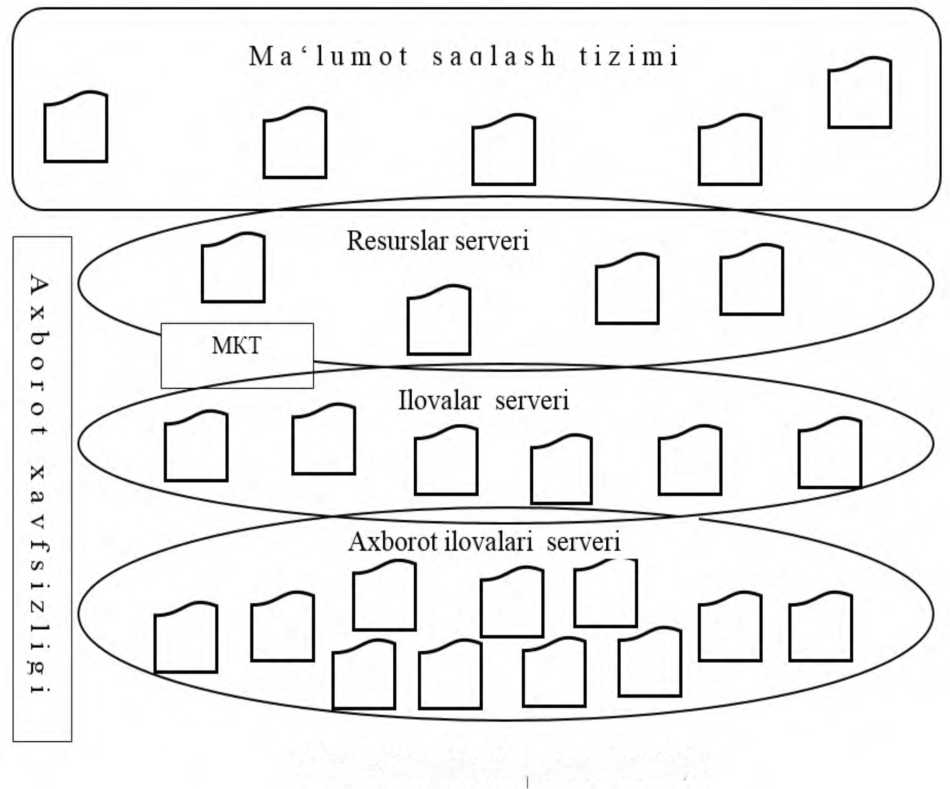 Ma‘lumot saqlash tizimi
Resurslar serveri
MKT
Ilovalar serveri
Axborot ilovalari serveri
Axborot xavfsizligi